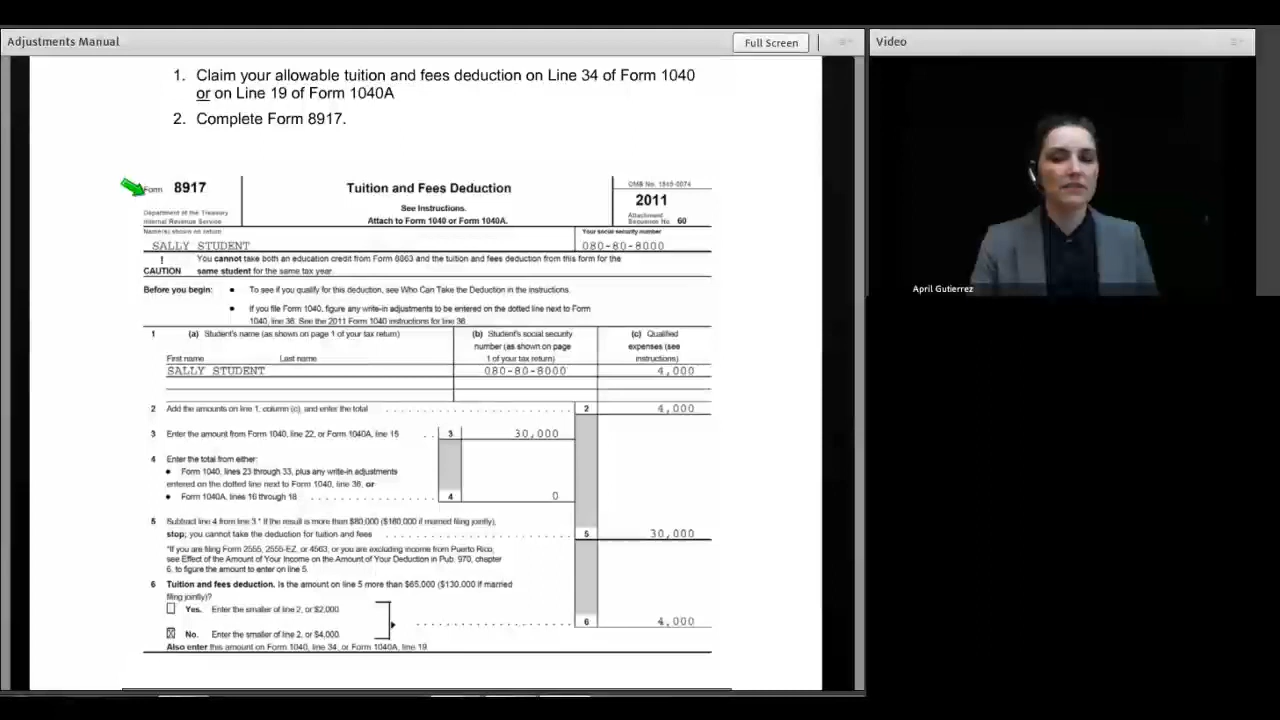 Adjustments Manual
Full Screen
Video
1. Claim your allowable tuition and fees deduction on Line 34 of Form 1040
or on Line 19 of Form 1040A
2. Complete Form 8917.
Form 8917
Tuition and Fees Deduction
OMB No. 1545-0074
See Instructions.
2011
Department of the Treasury
Internal Revenue Service
Attach to Form 1040 or Form 1040A.
Attachment
Sequence No. 60
Name(s) shown on return
Your social security number
SALLY STUDENT
080-80-8000
! You cannot take both an education credit from Form 8863 and the tuition and fees deduction from this form for the
CAUTION same student for the same tax year.
Before you begin: • To see if you qualify for this deduction, see Who Can Take the Deduction in the instructions.
• If you file Form 1040, figure any write-in adjustments to be entered on the dotted line next to Form
1040, line 36. See the 2011 Form 1040 instructions for line 36.
1 (a) Student's name (as shown on page 1 of your tax return)
First name Last name
(b) Student's social security
number (as shown on page
1 of your tax return)
(c) Qualified
expenses (see
instructions)
SALLY STUDENT 080-80-8000 4,000
2 Add the amounts on line 1, column (c), and enter the total 2 4,000
3 Enter the amount from Form 1040, line 22, or Form 1040A, line 15 3 30,000
4 Enter the total from either:
• Form 1040, lines 23 through 33, plus any write-in adjustments
entered on the dotted line next to Form 1040, line 36, or
• Form 1040A, lines 16 through 18 4 0
5 Subtract line 4 from line 3.* If the result is more than $80,000 ($160,000 if married filing jointly),
stop; you cannot take the deduction for tuition and fees 5 30,000
*If you are filing Form 2555, 2555-EZ, or 4563, or you are excluding income from Puerto Rico,
see Effect of the Amount of Your Income on the Amount of Your Deduction in Pub. 970, chapter
6, to figure the amount to enter on line 5.
6 Tuition and fees deduction. Is the amount on line 5 more than $65,000 ($130,000 if married
filing jointly)?
Yes. Enter the smaller of line 2, or $2,000.
No. Enter the smaller of line 2, or $4,000. 6 4,000
Also enter this amount on Form 1040, line 34, or Form 1040A, line 19.
April Gutierrez